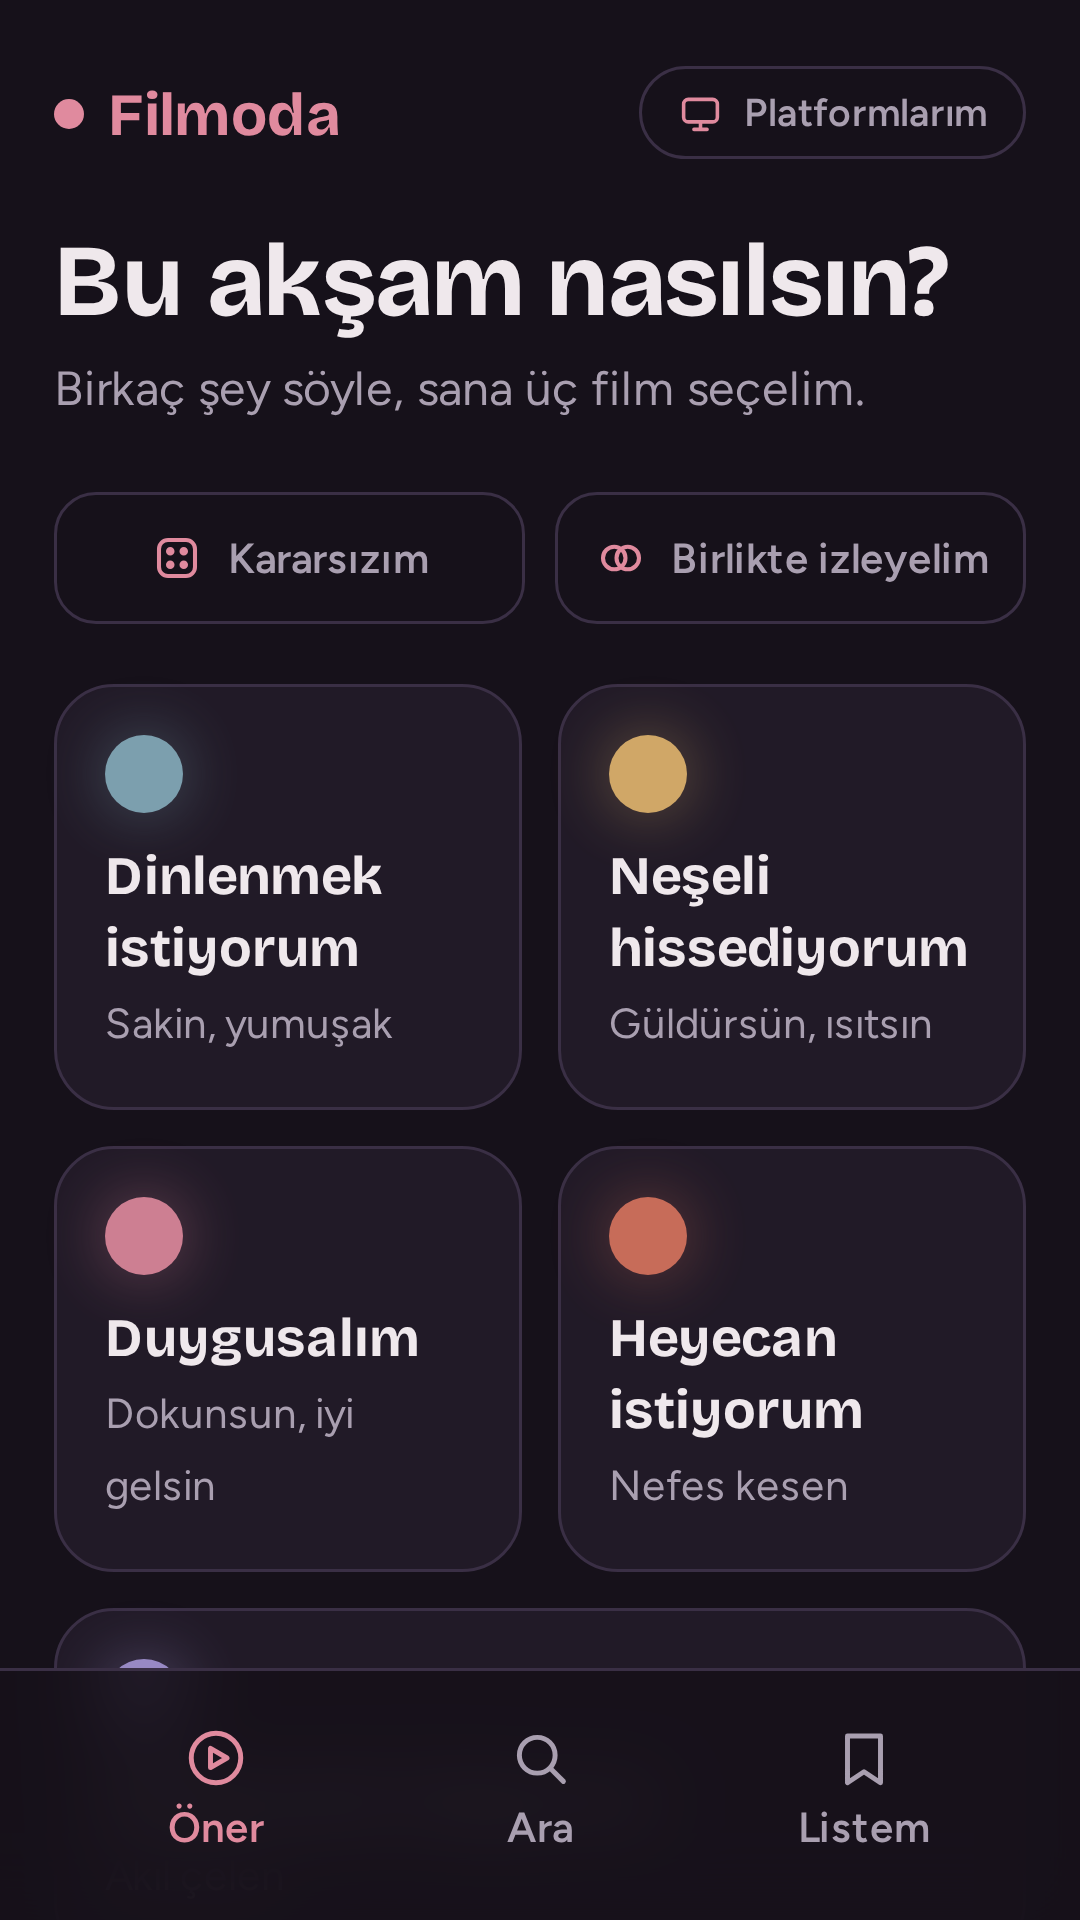 Filmoda
Platformlarım
Bu akşam nasılsın?
Birkaç şey söyle, sana üç film seçelim.
Kararsızım
Birlikte izleyelim
Dinlenmek
istiyorum
Sakin, yumuşak
Neşeli
hissediyorum
Güldürsün, ısıtsın
Duygusalım
Dokunsun, iyi
gelsin
Heyecan
istiyorum
Nefes kesen
Öner
Ara
Listem